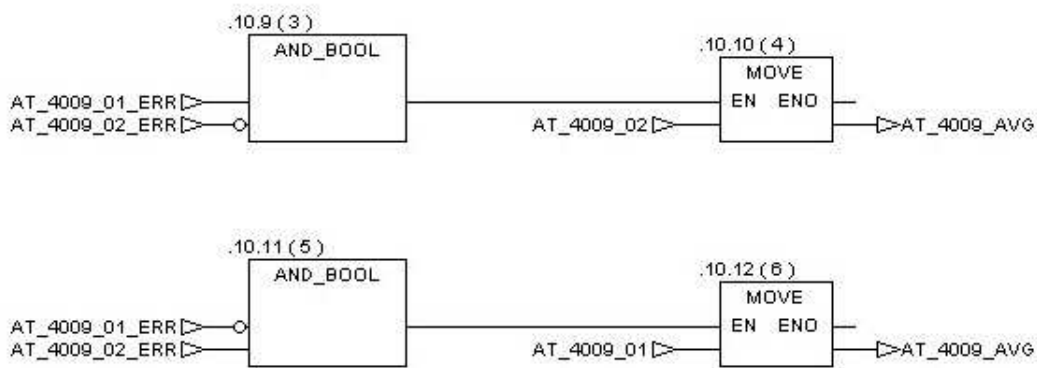 .10.9(3)
AND_BOOL
.10.10(4)
MOVE
AT_4009_01_ERR
EN ENO
AT_4009_02_ERR
AT_4009_02
AT_4009_AVG
.10.11(5)
AND_BOOL
.10.12(6)
MOVE
AT_4009_01_ERR
EN ENO
AT_4009_02_ERR
AT_4009_01
AT_4009_AVG